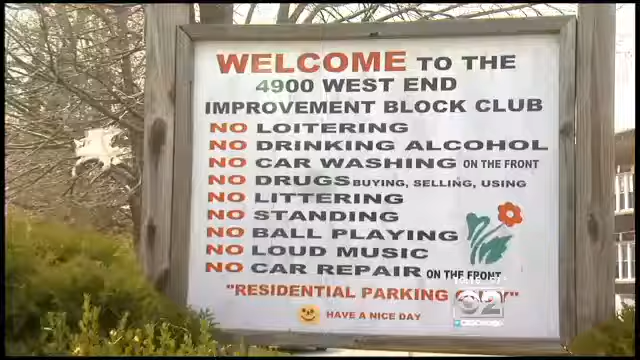 WELCOME TO THE
4900 WEST END
IMPROVEMENT BLOCK CLUB
NO LOITERING
NO DRINKING ALCOHOL
NO CAR WASHING ON THE FRONT
NO DRUGS BUYING, SELLING, USING
NO LITTERING
NO STANDING
NO BALL PLAYING
NO LOUD MUSIC
NO CAR REPAIR ON THE FRONT
"RESIDENTIAL PARKING
HAVE A NICE DAY